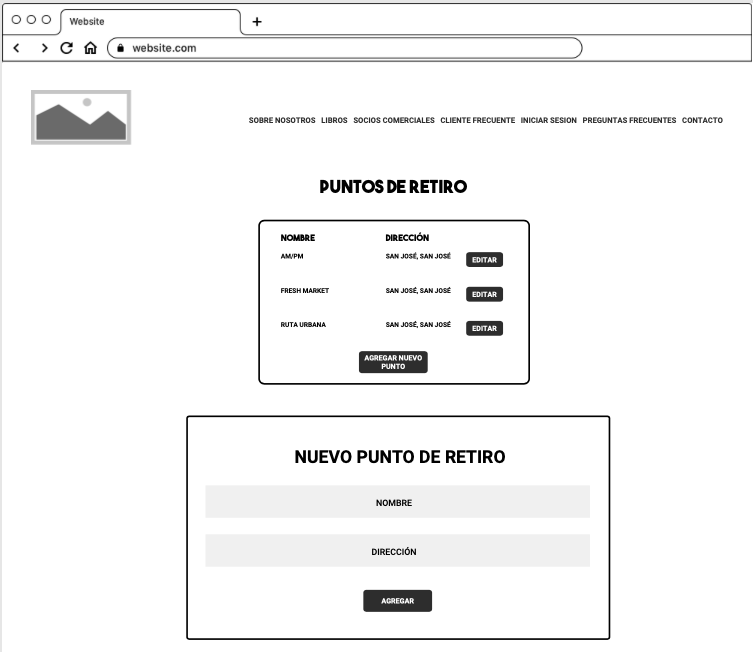 Website
website.com
SOBRE NOSOTROS LIBROS SOCIOS COMERCIALES CLIENTE FRECUENTE INICIAR SESION PREGUNTAS FRECUENTES CONTACTO
PUNTOS DE RETIRO
NOMBRE DIRECCIÓN
AM/PM SAN JOSÉ, SAN JOSÉ EDITAR
FRESH MARKET SAN JOSÉ, SAN JOSÉ EDITAR
RUTA URBANA SAN JOSÉ, SAN JOSÉ EDITAR
AGREGAR NUEVO
PUNTO
NUEVO PUNTO DE RETIRO
NOMBRE
DIRECCIÓN
AGREGAR